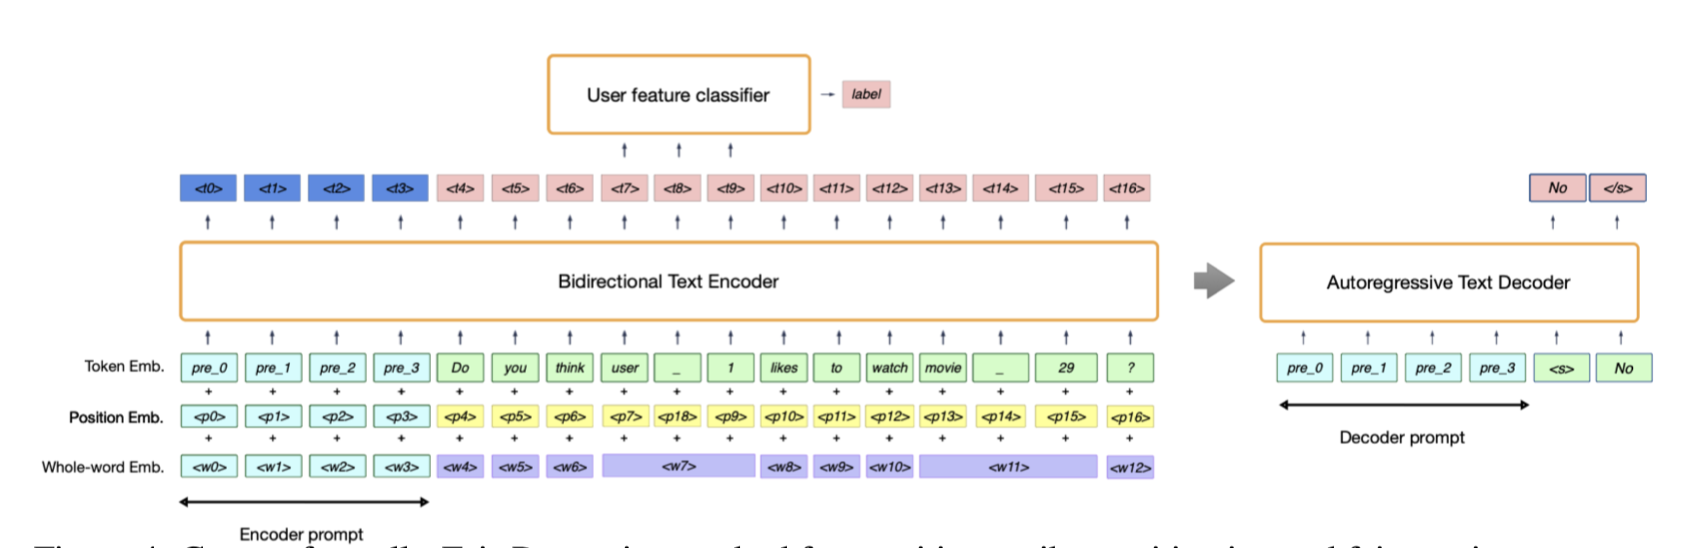 User feature classifier
label
<t0> <t1> <t2> <t3> <t4> <t5> <t6> <t7> <t8> <t9> <t10> <t11> <t12> <t13> <t14> <t15> <t16>
No </s>
Bidirectional Text Encoder
Autoregressive Text Decoder
Token Emb. pre_0 pre_1 pre_2 pre_3 Do you think user _ 1 likes to watch movie _ 29 ?
pre_0 pre_1 pre_2 pre_3 <s> No
+ + + + + + + + + + + + + + + + +
Position Emb. <p0> <p1> <p2> <p3> <p4> <p5> <p6> <p7> <p18> <p9> <p10> <p11> <p12> <p13> <p14> <p15> <p16>
+ + + + + + + + + + + + + + + + +
Decoder prompt
Whole-word Emb. <w0> <w1> <w2> <w3> <w4> <w5> <w6> <w7> <w8> <w9> <w10> <w11> <w12>
Encoder prompt